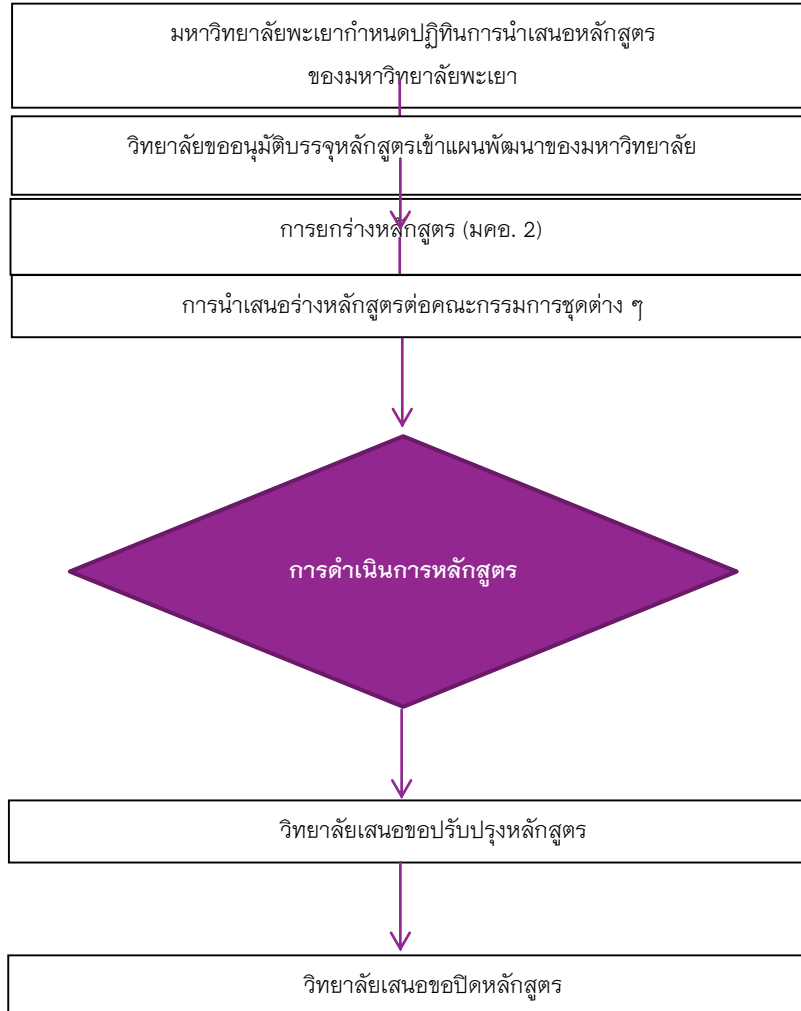 มหาวิทยาลัยพะเยากำหนดปฏิทินการนำเสนอหลักสูตร
ของมหาวิทยาลัยพะเยา
วิทยาลัยขออนุมัติบรรจุหลักสูตรเข้าแผนพัฒนาของมหาวิทยาลัย
การยกร่างหลักสูตร (มคอ. 2)
การนำเสนอร่างหลักสูตรต่อคณะกรรมการชุดต่าง ๆ
การดำเนินการหลักสูตร
วิทยาลัยเสนอขอปรับปรุงหลักสูตร
วิทยาลัยเสนอขอปิดหลักสูตร